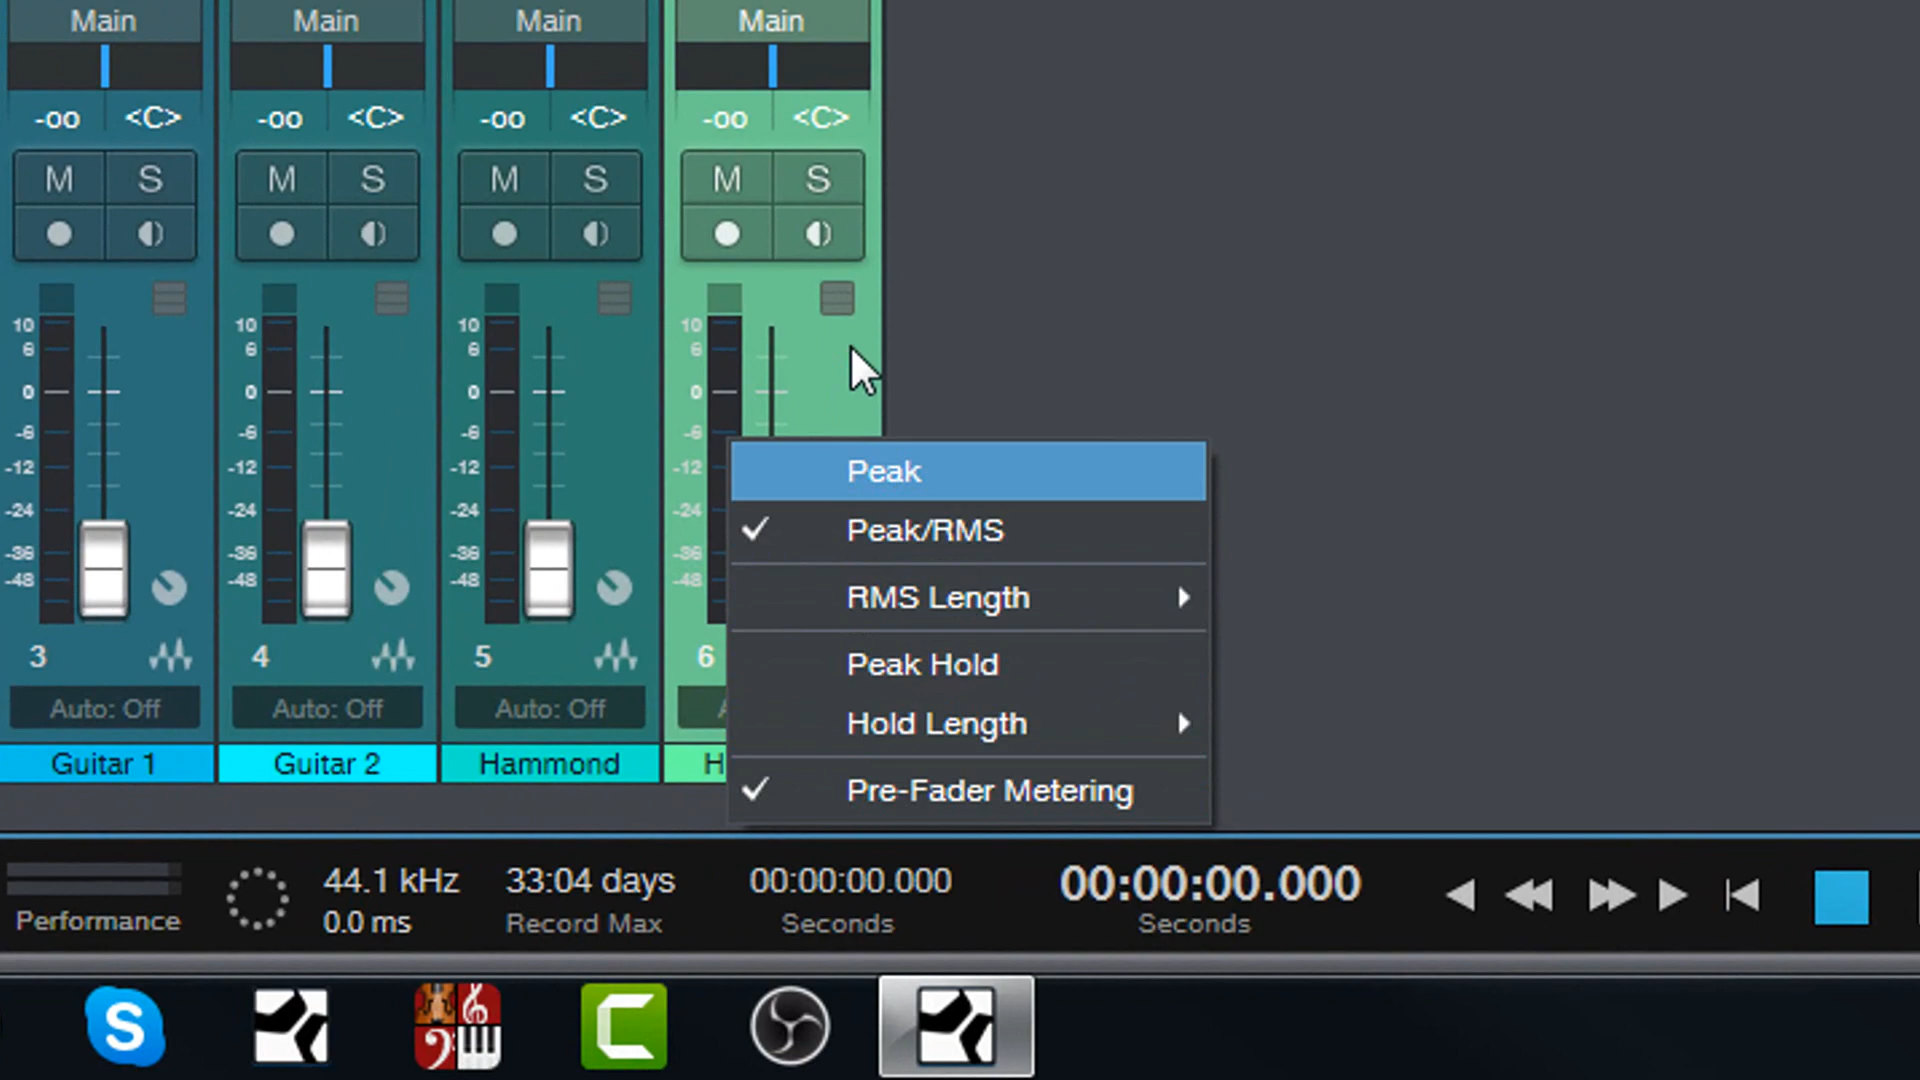 Main Main Main Main
-oo <C> -oo <C> -oo <C> -oo <C>
M S M S M S M S
10 10 10 10
6 6 6 6
0 0 0 0
-6 -6 -6 -6
-12 -12 -12 -12
-24 -24 -24 -24
-36 -36 -36 -36
-48 -48 -48 -48
3 4 5 6
Auto: Off Auto: Off Auto: Off
Guitar 1 Guitar 2 Hammond H
Peak
Peak/RMS
RMS Length
Peak Hold
Hold Length
Pre-Fader Metering
44.1 kHz 33:04 days 00:00:00.000 00:00:00.000
Performance 0.0 ms Record Max Seconds Seconds
S